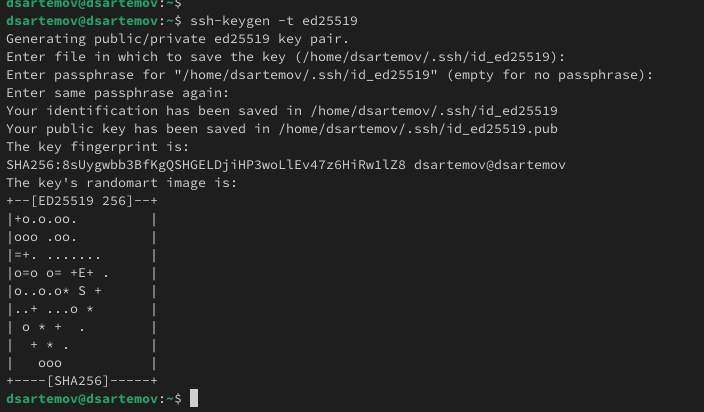 dsartemov@dsartemov:~$
dsartemov@dsartemov:~$ ssh-keygen -t ed25519
Generating public/private ed25519 key pair.
Enter file in which to save the key (/home/dsartemov/.ssh/id_ed25519):
Enter passphrase for "/home/dsartemov/.ssh/id_ed25519" (empty for no passphrase):
Enter same passphrase again:
Your identification has been saved in /home/dsartemov/.ssh/id_ed25519
Your public key has been saved in /home/dsartemov/.ssh/id_ed25519.pub
The key fingerprint is:
SHA256:8sUygwbb3BfKgQSHGELDjiHP3woLlEv47z6HiRw1lZ8 dsartemov@dsartemov
The key's randomart image is:
+--[ED25519 256]--+
|+o.o.oo.         |
|ooo .oo.         |
|=+. .......      |
|o=o o= +E+ .     |
|o..o.o* S +      |
|..+ ...o *       |
| o * +  .        |
|  + * .          |
|   ooo           |
+----[SHA256]-----+
dsartemov@dsartemov:~$